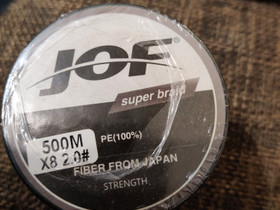 JOF®
super braid
500M
X8 2.0#
PE(100%)
FIBER FROM JAPAN
STRENGTH